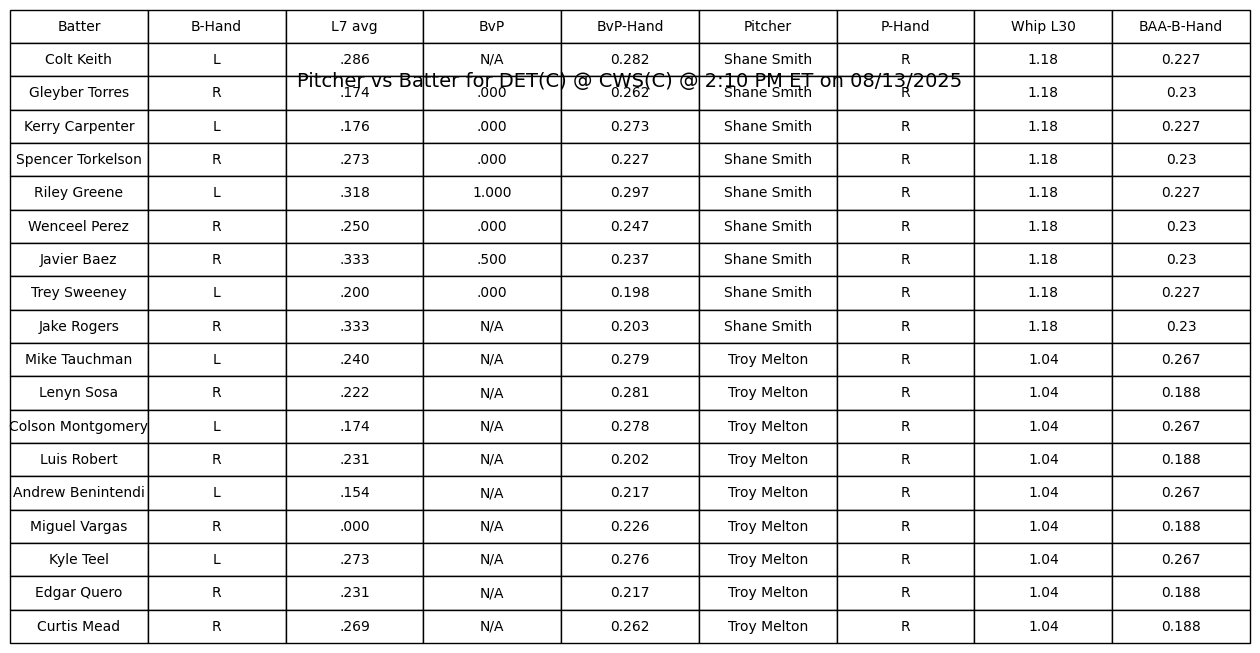 Batter B-Hand L7 avg BvP BvP-Hand Pitcher P-Hand Whip L30 BAA-B-Hand
Colt Keith L .286 N/A 0.282 Shane Smith R 1.18 0.227
Pitcher vs Batter for DET(C) @ CWS(C) @ 2:10 PM ET on 08/13/2025
Gleyber Torres R .174 .000 0.262 Shane Smith R 1.18 0.23
Kerry Carpenter L .176 .000 0.273 Shane Smith R 1.18 0.227
Spencer Torkelson R .273 .000 0.227 Shane Smith R 1.18 0.23
Riley Greene L .318 1.000 0.297 Shane Smith R 1.18 0.227
Wenceel Perez R .250 .000 0.247 Shane Smith R 1.18 0.23
Javier Baez R .333 .500 0.237 Shane Smith R 1.18 0.23
Trey Sweeney L .200 .000 0.198 Shane Smith R 1.18 0.227
Jake Rogers R .333 N/A 0.203 Shane Smith R 1.18 0.23
Mike Tauchman L .240 N/A 0.279 Troy Melton R 1.04 0.267
Lenyn Sosa R .222 N/A 0.281 Troy Melton R 1.04 0.188
Colson Montgomery L .174 N/A 0.278 Troy Melton R 1.04 0.267
Luis Robert R .231 N/A 0.202 Troy Melton R 1.04 0.188
Andrew Benintendi L .154 N/A 0.217 Troy Melton R 1.04 0.267
Miguel Vargas R .000 N/A 0.226 Troy Melton R 1.04 0.188
Kyle Teel L .273 N/A 0.276 Troy Melton R 1.04 0.267
Edgar Quero R .231 N/A 0.217 Troy Melton R 1.04 0.188
Curtis Mead R .269 N/A 0.262 Troy Melton R 1.04 0.188